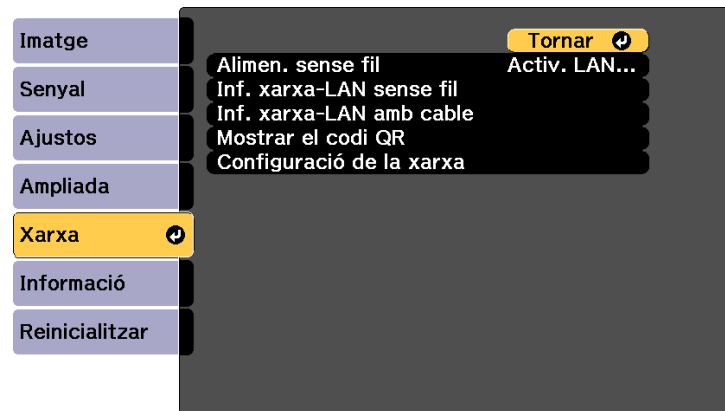 Imatge
Senyal
Ajustos
Ampliada
Xarxa
Informació
Reinicialitzar
Tornar
Alimen. sense fil Activ. LAN...
Inf. xarxa-LAN sense fil
Inf. xarxa-LAN amb cable
Mostrar el codi QR
Configuració de la xarxa